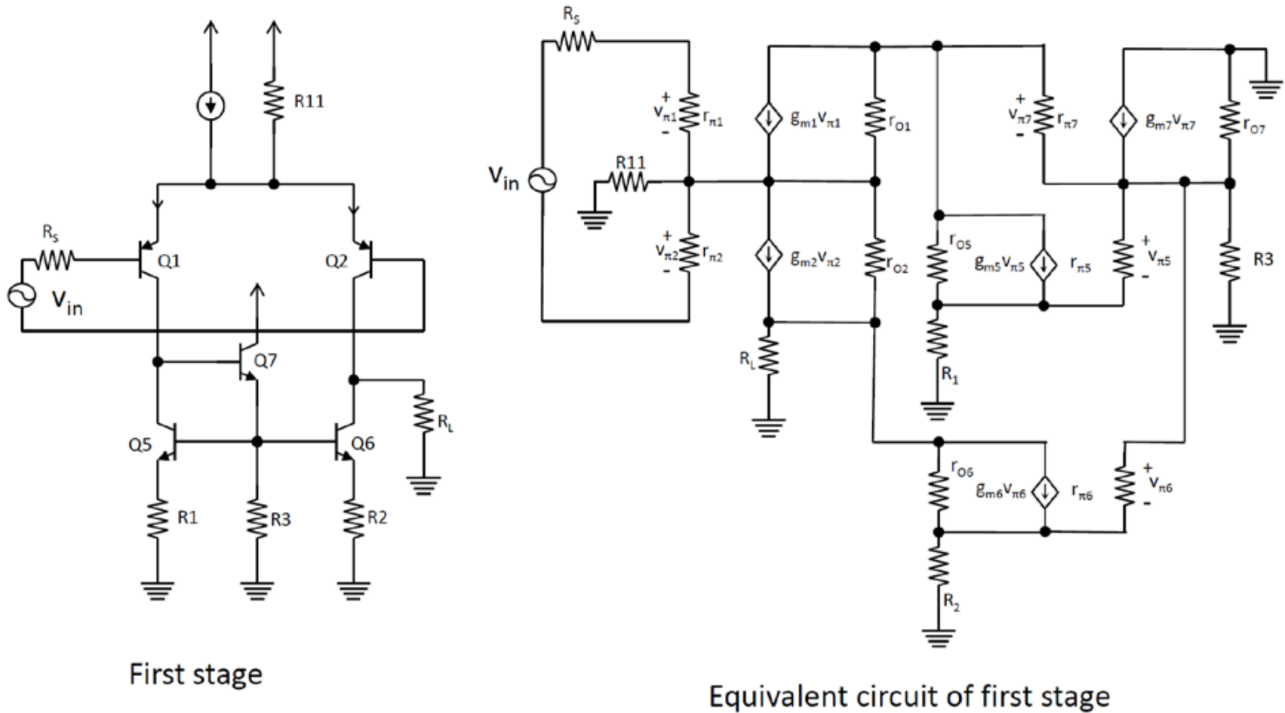 R11
Rₛ
Q1
Q2
Vin
Q7
Q5
Q6
R_L
R1
R3
R2
First stage
Rₛ
+
vπ1
-
rπ1
gm1vπ1
rO1
+
vπ7
-
rπ7
gm7vπ7
rO7
Vin
R11
+
vπ2
-
rπ2
gm2vπ2
rO2
rO5
gm5vπ5
rπ5
+
vπ5
-
R3
R_L
R₁
rO6
gm6vπ6
rπ6
+
vπ6
-
R₂
Equivalent circuit of first stage